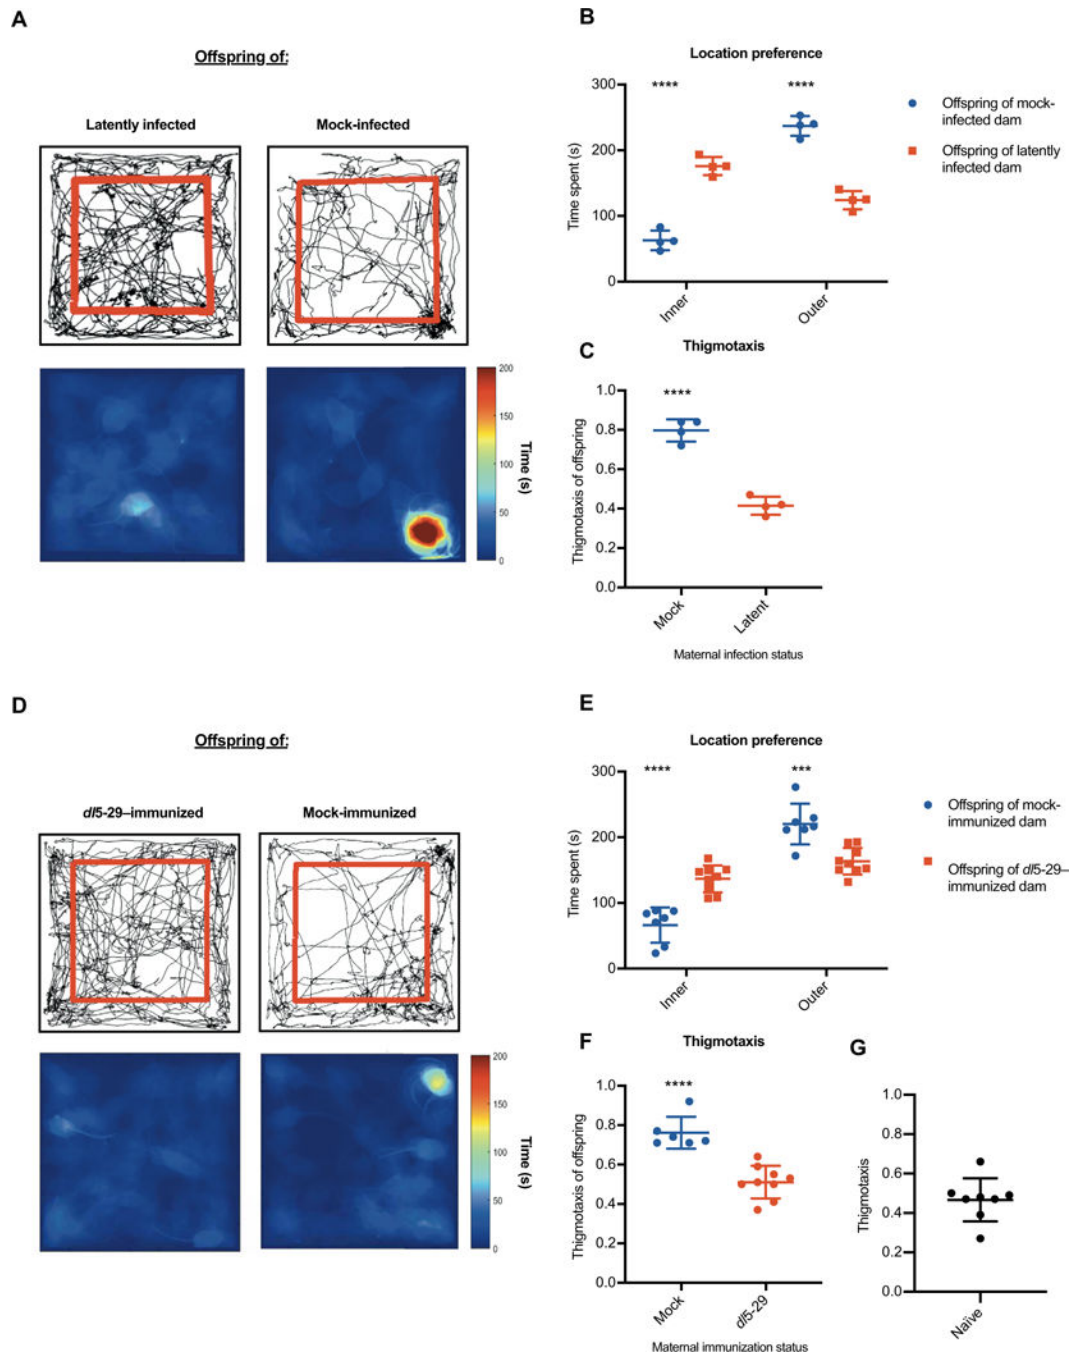 A
Offspring of:
Latently infected
Mock-infected
200
150
100
50
0
Time (s)
B
Location preference
****
****
300
200
100
0
Time spent (s)
Inner
Outer
Offspring of mock-
infected dam
Offspring of latently
infected dam
C
Thigmotaxis
****
1.0
0.8
0.6
0.4
0.2
0.0
Thigmotaxis of offspring
Mock
Latent
Maternal infection status
D
Offspring of:
dl5-29–immunized
Mock-immunized
200
150
100
50
0
Time (s)
E
Location preference
****
***
300
200
100
0
Time spent (s)
Inner
Outer
Offspring of mock-
immunized dam
Offspring of dl5-29–
immunized dam
F
Thigmotaxis
****
1.0
0.8
0.6
0.4
0.2
0.0
Thigmotaxis of offspring
Mock
dl5-29
Maternal immunization status
G
1.0
0.8
0.6
0.4
0.2
0.0
Thigmotaxis
Naïve